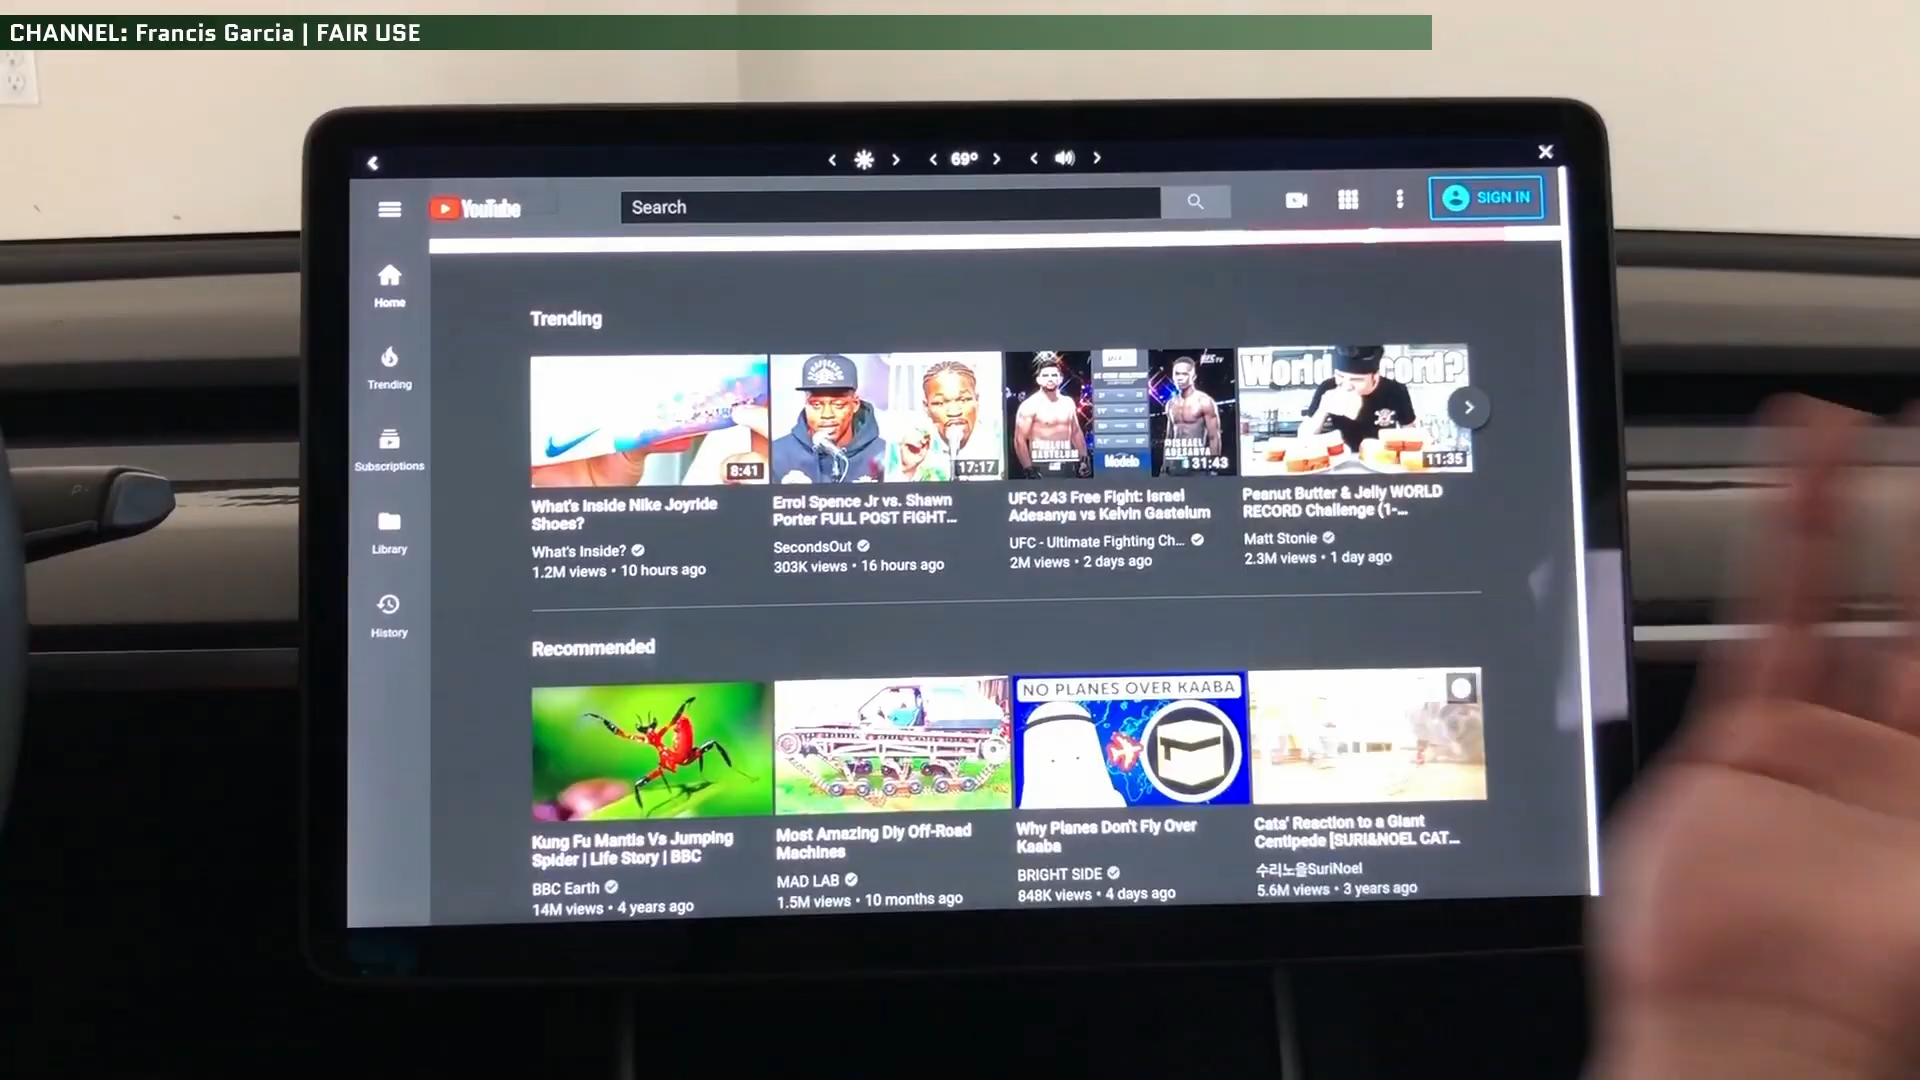 CHANNEL: Francis Garcia | FAIR USE
69°
YouTube
Search
SIGN IN
Home
Trending
Subscriptions
Library
History
Trending
8:41
17:17
31:43
World
cord?
11:35
KELVIN GASTELUM
ISRAEL ADESANYA
Modelo
What's Inside Nike Joyride
Shoes?
What's Inside?
1.2M views • 10 hours ago
Errol Spence Jr vs. Shawn
Porter FULL POST FIGHT...
SecondsOut
303K views • 16 hours ago
UFC 243 Free Fight: Israel
Adesanya vs Kelvin Gastelum
UFC - Ultimate Fighting Ch...
2M views • 2 days ago
Peanut Butter & Jelly WORLD
RECORD Challenge (1-...
Matt Stonie
2.3M views • 1 day ago
Recommended
NO PLANES OVER KAABA
Kung Fu Mantis Vs Jumping
Spider | Life Story | BBC
BBC Earth
14M views • 4 years ago
Most Amazing Diy Off-Road
Machines
MAD LAB
1.5M views • 10 months ago
Why Planes Don't Fly Over
Kaaba
BRIGHT SIDE
848K views • 4 days ago
Cats' Reaction to a Giant
Centipede [SURI&NOEL CAT...
수리노을SuriNoel
5.6M views • 3 years ago